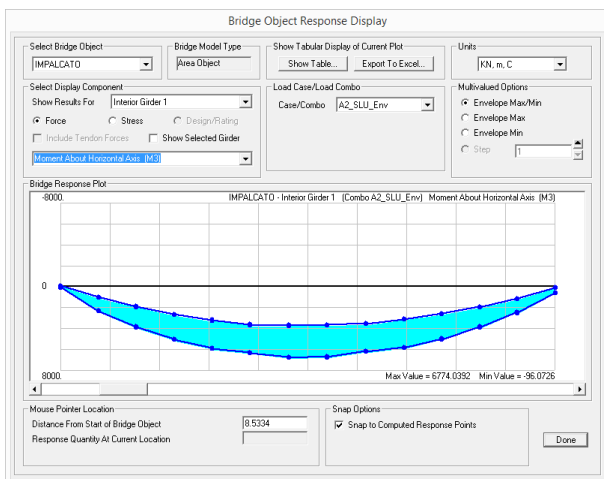 Bridge Object Response Display
Select Bridge Object
IMPALCATO
Bridge Model Type
Area Object
Show Tabular Display of Current Plot
Show Table...
Export To Excel...
Units
KN, m, C
Select Display Component
Show Results For
Interior Girder 1
Force
Stress
Design/Rating
Include Tendon Forces
Show Selected Girder
Moment About Horizontal Axis (M3)
Load Case/Load Combo
Case/Combo
A2_SLU_Env
Multivalued Options
Envelope Max/Min
Envelope Max
Envelope Min
Step
1
Bridge Response Plot
-8000.
IMPALCATO - Interior Girder 1 (Combo A2_SLU_Env) Moment About Horizontal Axis (M3)
0
8000.
Max Value = 6774.0392 Min Value = -96.0726
Mouse Pointer Location
Distance From Start of Bridge Object
8.5334
Response Quantity At Current Location
Snap Options
Snap to Computed Response Points
Done